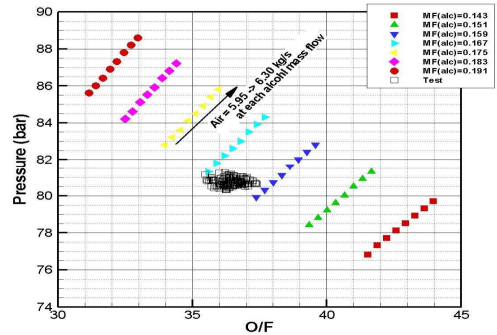 90
88
86
84
82
80
78
76
74
Pressure (bar)
30
35
40
45
O/F
Air = 5.95 -> 6.30 kg/s
at each alcohl mass flow
MF(alc)=0.143
MF(alc)=0.151
MF(alc)=0.159
MF(alc)=0.167
MF(alc)=0.175
MF(alc)=0.183
MF(alc)=0.191
Test